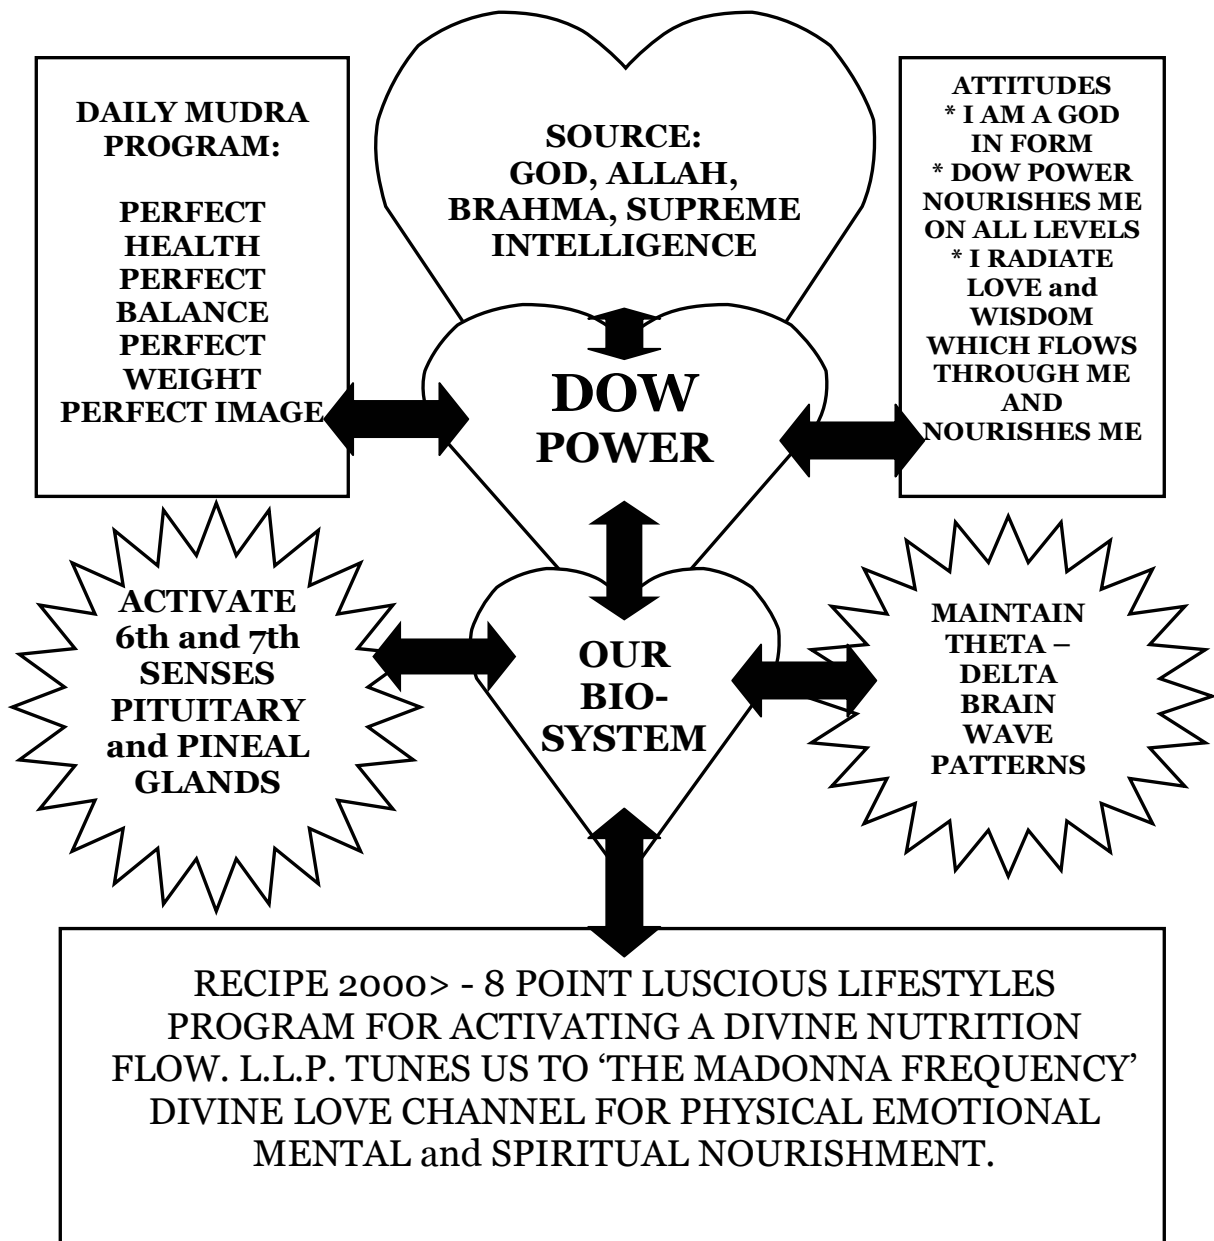 DAILY MUDRA
PROGRAM:
PERFECT
HEALTH
PERFECT
BALANCE
PERFECT
WEIGHT
PERFECT IMAGE
SOURCE:
GOD, ALLAH,
BRAHMA, SUPREME
INTELLIGENCE
ATTITUDES
* I AM A GOD
IN FORM
* DOW POWER
NOURISHES ME
ON ALL LEVELS
* I RADIATE
LOVE and
WISDOM
WHICH FLOWS
THROUGH ME
AND
NOURISHES ME
DOW
POWER
ACTIVATE
6th and 7th
SENSES
PITUITARY
and PINEAL
GLANDS
OUR
BIO-
SYSTEM
MAINTAIN
THETA –
DELTA
BRAIN
WAVE
PATTERNS
RECIPE 2000> - 8 POINT LUSCIOUS LIFESTYLES
PROGRAM FOR ACTIVATING A DIVINE NUTRITION
FLOW. L.L.P. TUNES US TO ‘THE MADONNA FREQUENCY’
DIVINE LOVE CHANNEL FOR PHYSICAL EMOTIONAL
MENTAL and SPIRITUAL NOURISHMENT.